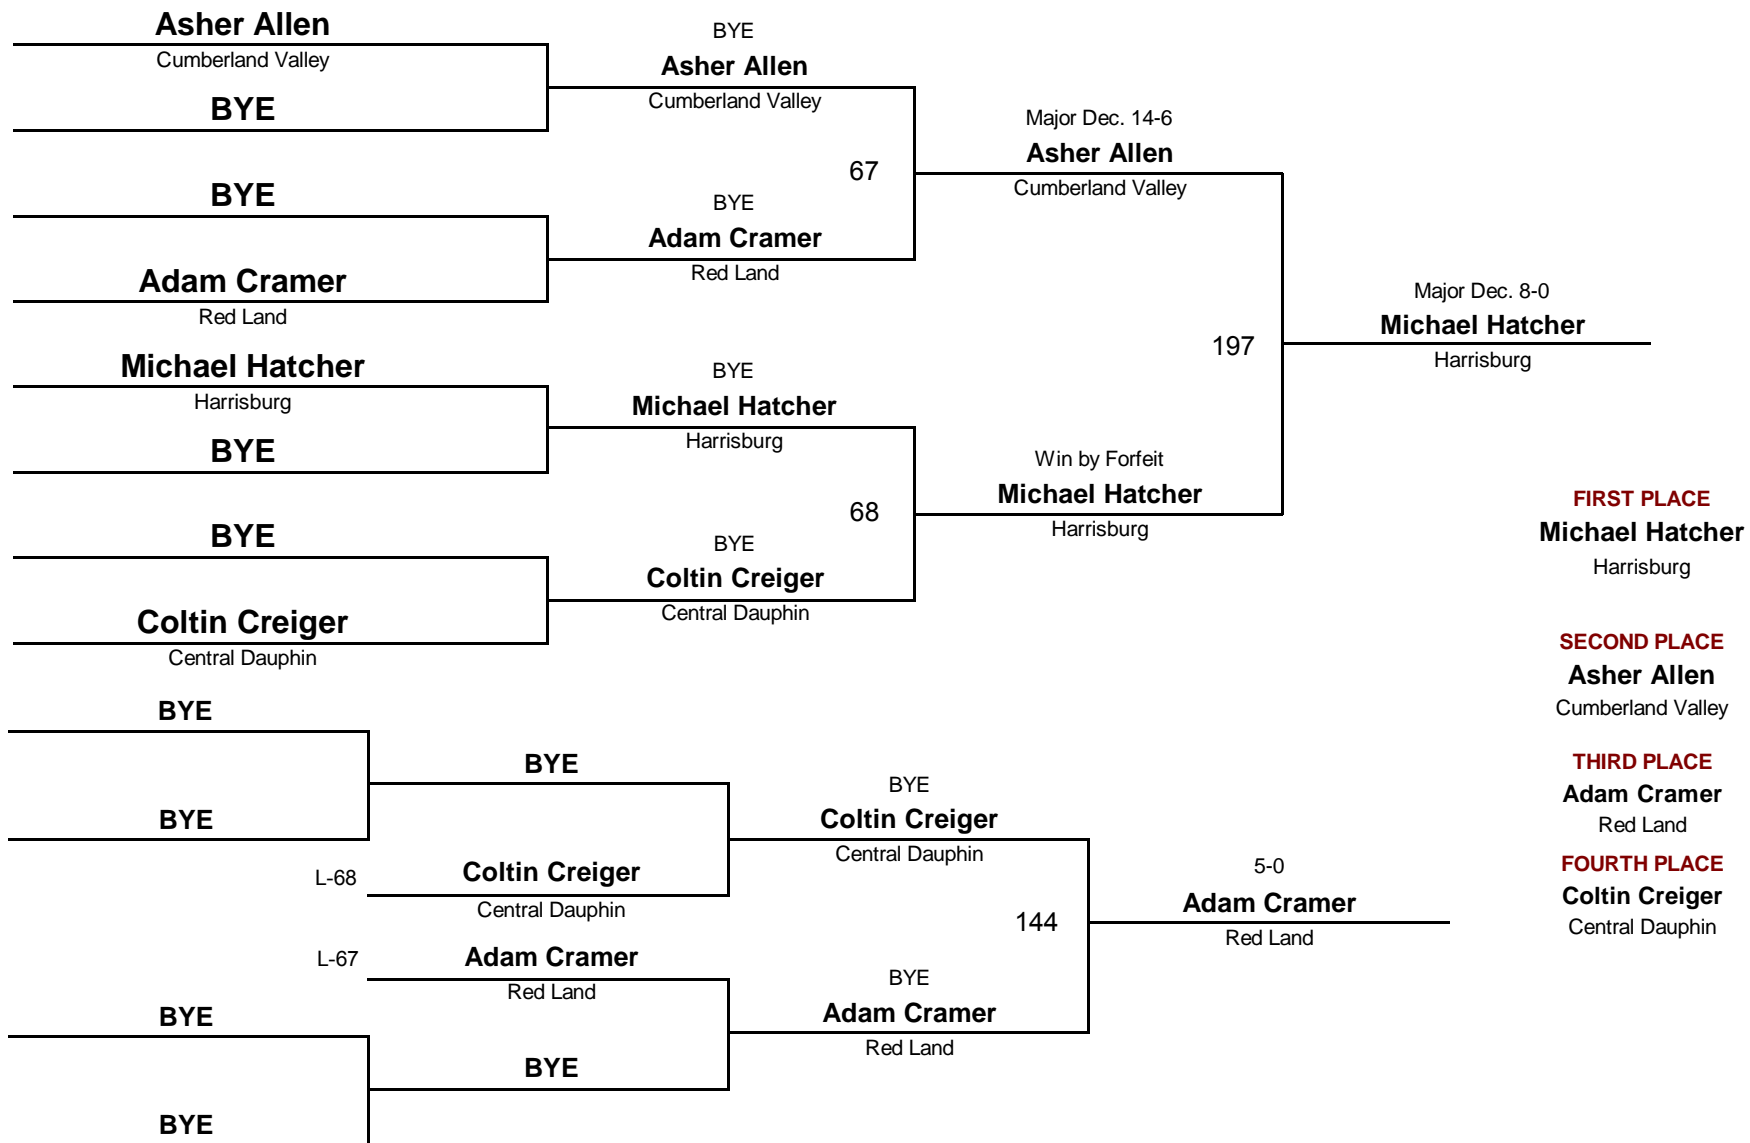 Asher Allen
Cumberland Valley
BYE
BYE
Adam Cramer
Red Land
Michael Hatcher
Harrisburg
BYE
BYE
Coltin Creiger
Central Dauphin
BYE
Asher Allen
Cumberland Valley
67
BYE
Adam Cramer
Red Land
BYE
Michael Hatcher
Harrisburg
68
BYE
Coltin Creiger
Central Dauphin
Major Dec. 14-6
Asher Allen
Cumberland Valley
197
Win by Forfeit
Michael Hatcher
Harrisburg
Major Dec. 8-0
Michael Hatcher
Harrisburg
FIRST PLACE
Michael Hatcher
Harrisburg
SECOND PLACE
Asher Allen
Cumberland Valley
THIRD PLACE
Adam Cramer
Red Land
FOURTH PLACE
Coltin Creiger
Central Dauphin
BYE
BYE
BYE
BYE
BYE
L-68
Coltin Creiger
Central Dauphin
L-67
Adam Cramer
Red Land
BYE
BYE
Coltin Creiger
Central Dauphin
144
BYE
Adam Cramer
Red Land
5-0
Adam Cramer
Red Land